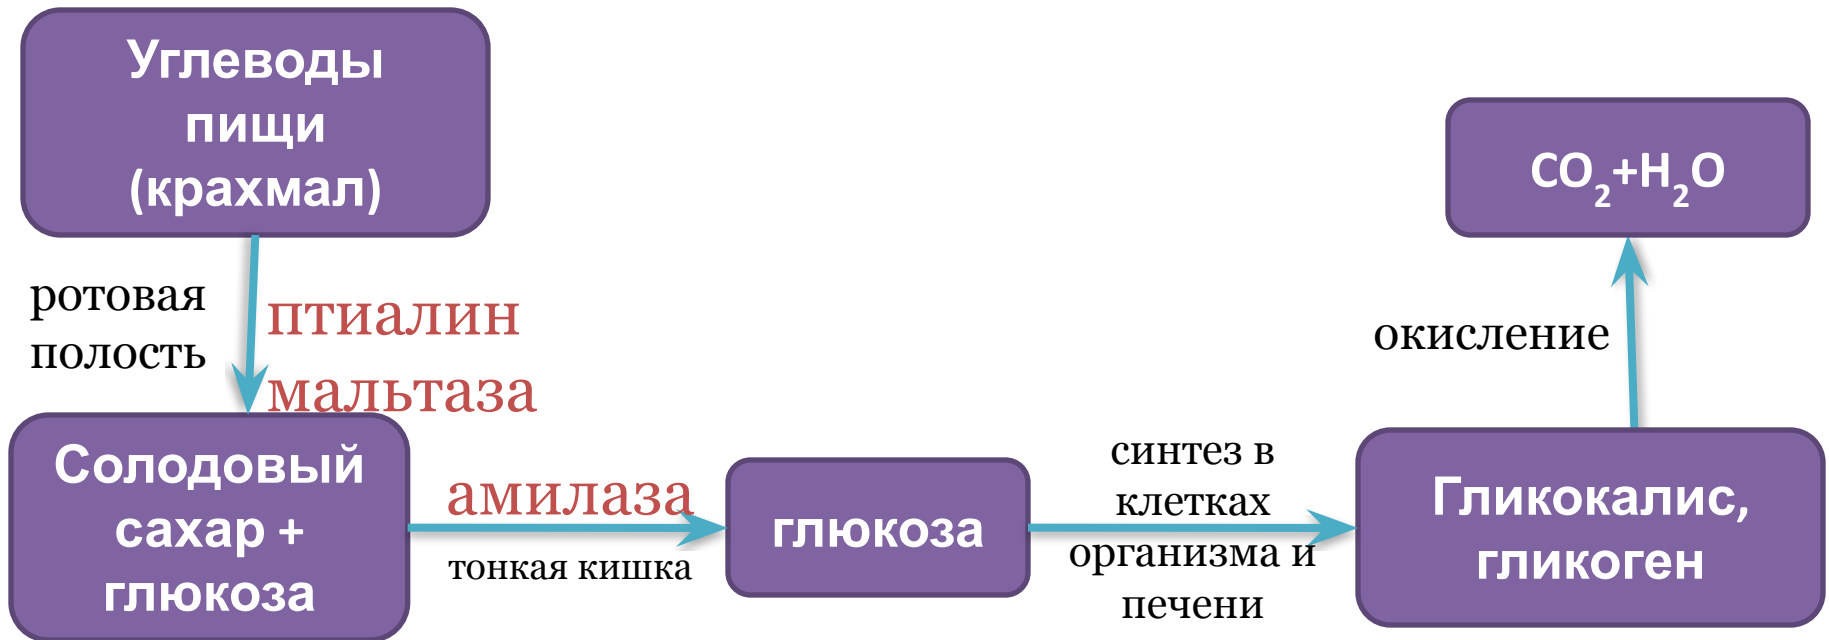 Углеводы
пищи
(крахмал)
ротовая
полость
птиалин
мальтаза
Солодовый
сахар +
глюкоза
амилаза
тонкая кишка
глюкоза
синтез в
клетках
организма и
печени
Гликокалис,
гликоген
окисление
CO₂+H₂O